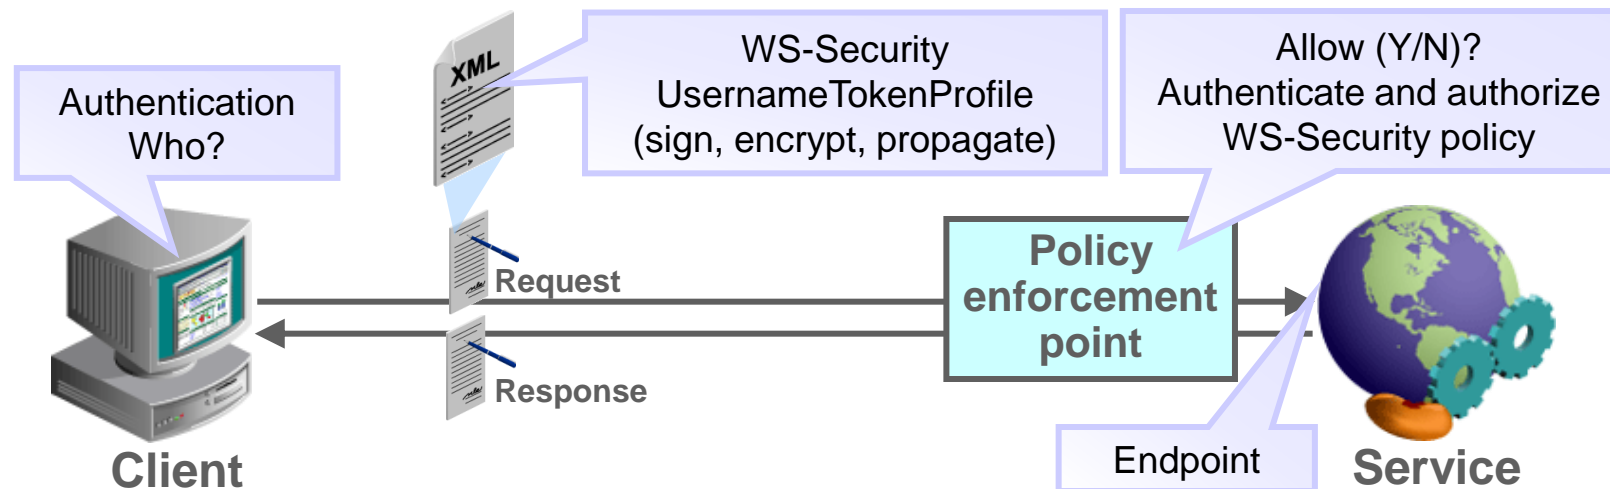 Authentication
Who?
XML
WS-Security
UsernameTokenProfile
(sign, encrypt, propagate)
Allow (Y/N)?
Authenticate and authorize
WS-Security policy
Request
Response
Policy
enforcement
point
Endpoint
Client
Service